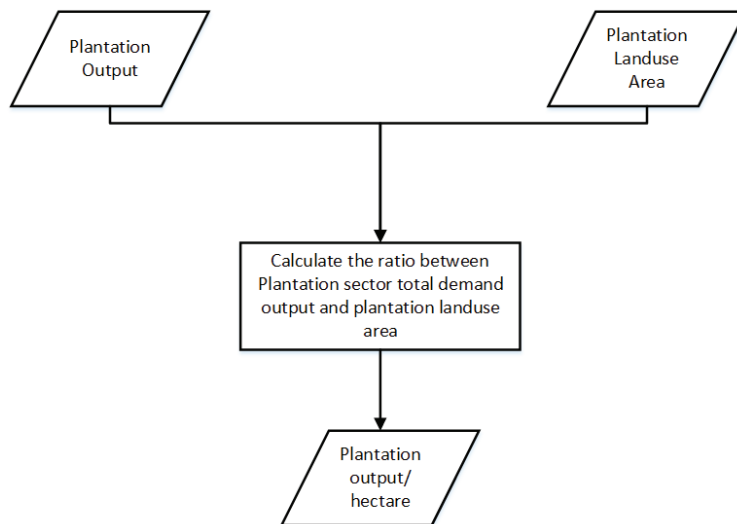 Plantation
Output
Plantation
Landuse
Area
Calculate the ratio between
Plantation sector total demand
output and plantation landuse
area
Plantation
output/
hectare